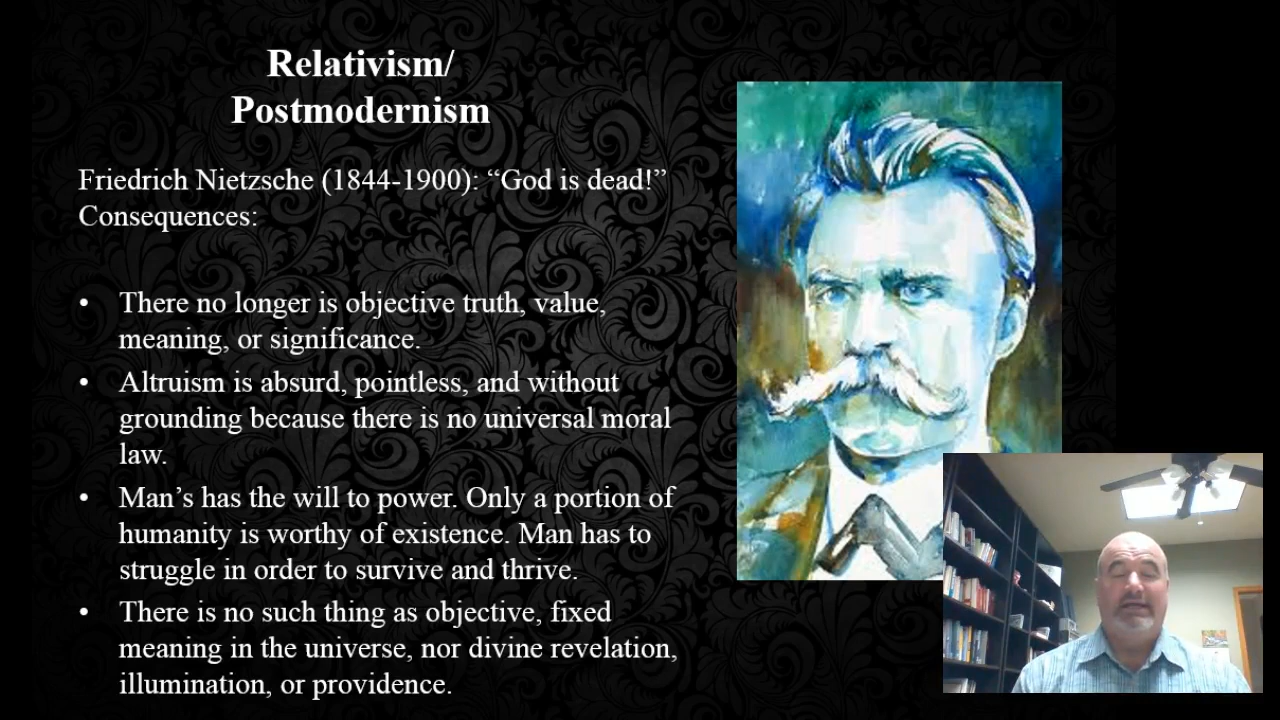 Relativism/
Postmodernism
Friedrich Nietzsche (1844-1900): “God is dead!”
Consequences:
• There no longer is objective truth, value,
meaning, or significance.
• Altruism is absurd, pointless, and without
grounding because there is no universal moral
law.
• Man’s has the will to power. Only a portion of
humanity is worthy of existence. Man has to
struggle in order to survive and thrive.
• There is no such thing as objective, fixed
meaning in the universe, nor divine revelation,
illumination, or providence.